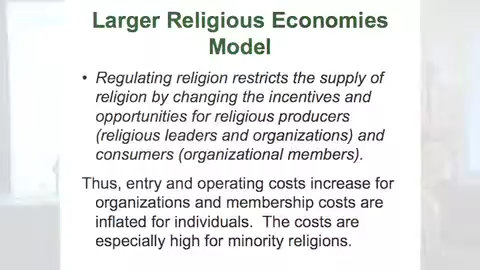 Larger Religious Economies
Model
• Regulating religion restricts the supply of
religion by changing the incentives and
opportunities for religious producers
(religious leaders and organizations) and
consumers (organizational members).
Thus, entry and operating costs increase for
organizations and membership costs are
inflated for individuals. The costs are
especially high for minority religions.